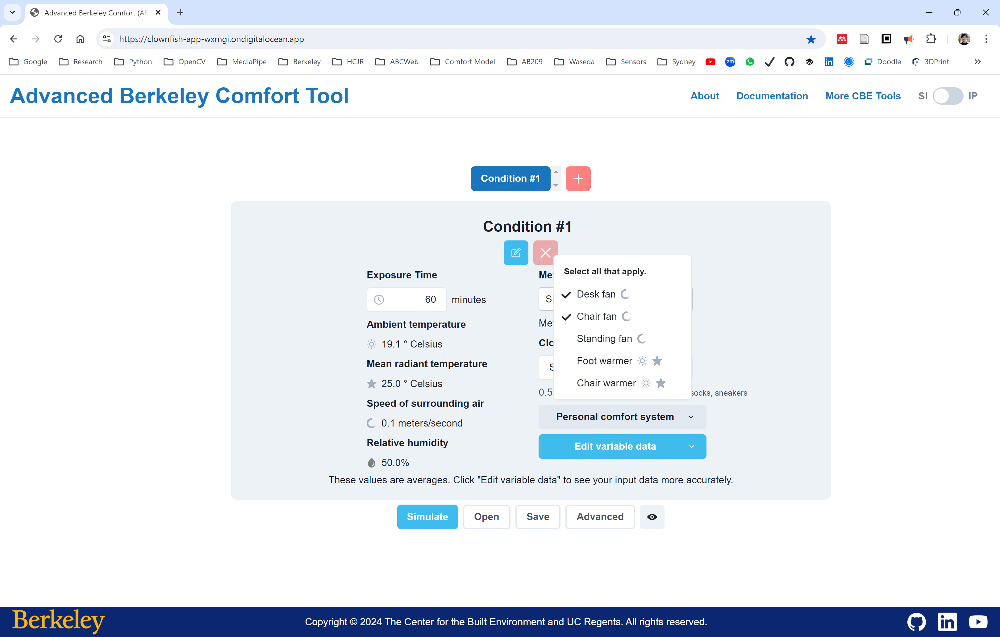 Advanced Berkeley Comfort (AB
https://clownfish-app-wxmgi.ondigitalocean.app
Google Research Python OpenCV MediaPipe Berkeley HCJR ABCWeb Comfort Model AB209 Waseda Sensors Sydney zm in Doodle 3DPrint
Advanced Berkeley Comfort Tool
About Documentation More CBE Tools SI IP
Condition #1
Condition #1
Exposure Time
60 minutes
Ambient temperature
19.1 ° Celsius
Mean radiant temperature
25.0 ° Celsius
Speed of surrounding air
0.1 meters/second
Relative humidity
50.0%
Met
Si
Met
Clo
S
0.5
socks, sneakers
Select all that apply.
Desk fan
Chair fan
Standing fan
Foot warmer
Chair warmer
Personal comfort system
Edit variable data
These values are averages. Click "Edit variable data" to see your input data more accurately.
Simulate Open Save Advanced
Berkeley
Copyright © 2024 The Center for the Built Environment and UC Regents. All rights reserved.
in